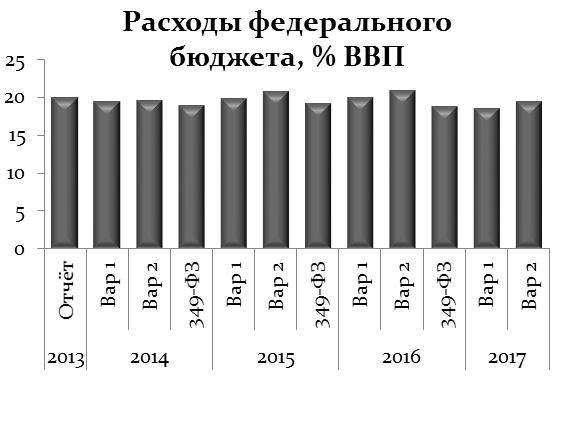 Расходы федерального
бюджета, % ВВП
25
20
15
10
5
0
Отчёт
Вар 1
Вар 2
349-ФЗ
Вар 1
Вар 2
349-ФЗ
Вар 1
Вар 2
349-ФЗ
Вар 1
Вар 2
2013 2014 2015 2016 2017